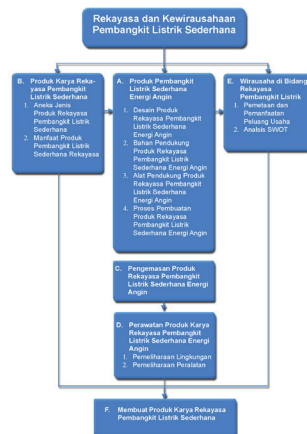 Rekayasa dan Kewirausahaan
Pembangkit Listrik Sederhana
B. Produk Karya Reka-
yasa Pembangkit
Listrik Sederhana
1. Aneka Jenis
Produk Rekayasa
Pembangkit Listrik
Sederhana
2. Manfaat Produk
Pembangkit Listrik
Sederhana Rekayasa
A. Produk Pembangkit
Listrik Sederhana
Energi Angin
1. Desain Produk
Rekayasa Pembangkit
Listrik Sederhana
Energi Angin
2. Bahan Pendukung
Produk Rekayasa
Pembangkit Listrik
Sederhana Energi Angin
3. Alat Pendukung Produk
Rekayasa Pembangkit
Listrik Sederhana
Energi Angin
4. Proses Pembuatan
Produk Rekayasa
Pembangkit Listrik
Sederhana Energi Angin
E. Wirausaha di Bidang
Rekayasa
Pembangkit Listrik
1. Pemetaan dan
Pemanfaatan
Peluang Usaha
2. Analsis SWOT
C. Pengemasan Produk
Rekayasa Pembangkit
Listrik Sederhana Energi
Angin
D. Perawatan Produk Karya
Rekayasa Pembangkit
Listrik Sederhana Energi
Angin
1. Pemeliharaan Lingkungan
2. Pemeliharaan Peralatan
F. Membuat Produk Karya Rekayasa
Pembangkit Listrik Sederhana